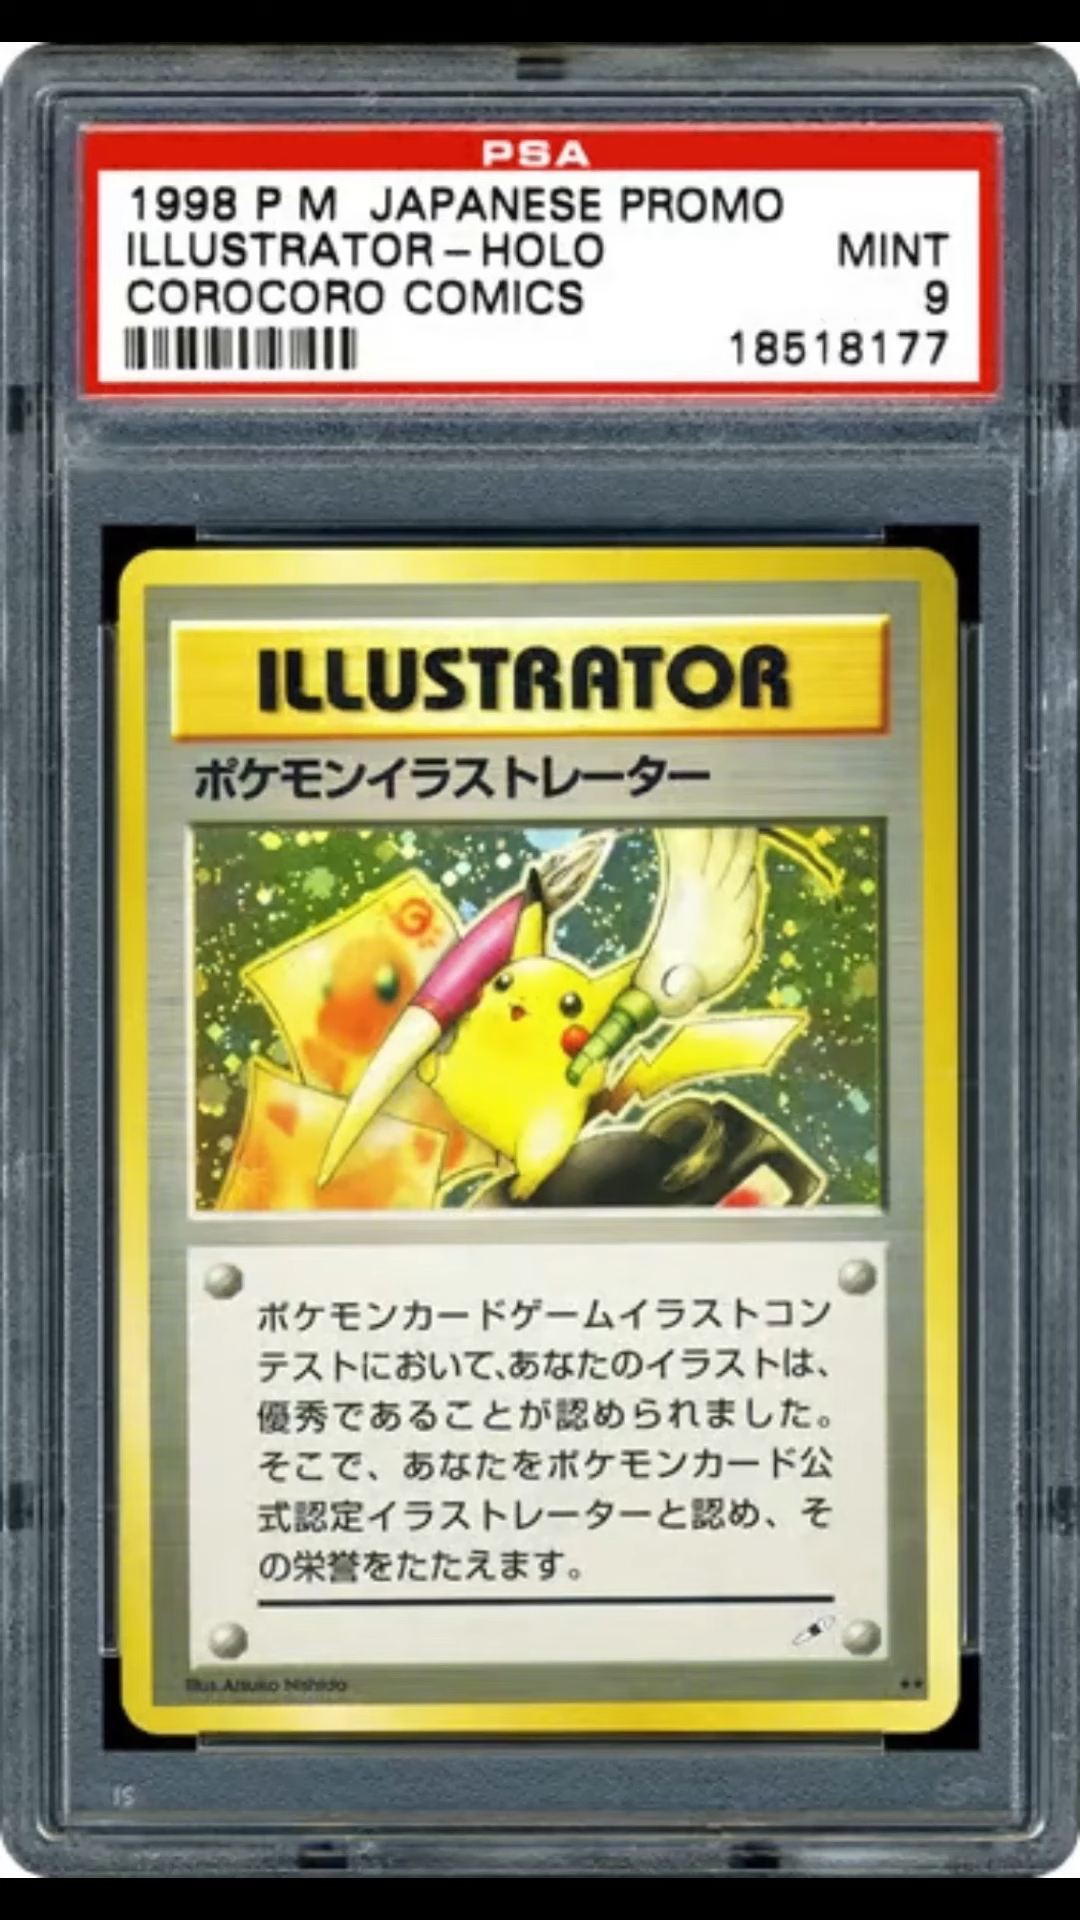 PSA
1998 P M JAPANESE PROMO
ILLUSTRATOR-HOLO MINT
COROCORO COMICS 9
18518177
ILLUSTRATOR
ポケモンイラストレーター
ポケモンカードゲームイラストコン
テストにおいて、あなたのイラストは、
優秀であることが認められました。
そこで、あなたをポケモンカード公
式認定イラストレーターと認め、そ
の栄誉をたたえます。
Illus.Atsuko Nishida
★★